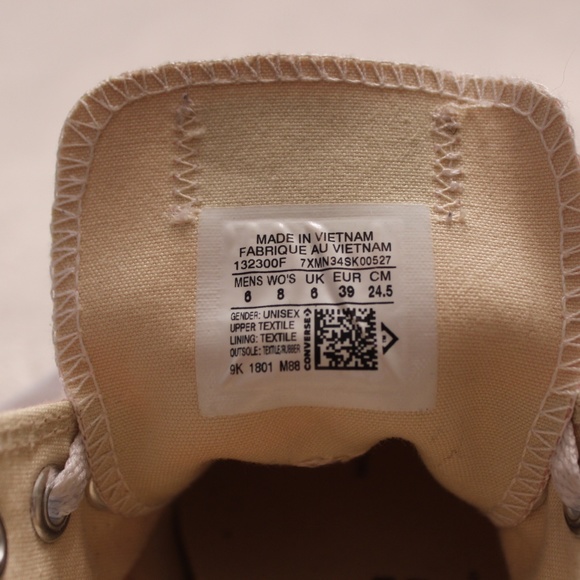 MADE IN VIETNAM
FABRIQUE AU VIETNAM
132300F 7XMN34SK00527
MENS WO'S UK EUR CM
6 8 6 39 24.5
GENDER: UNISEX
UPPER TEXTILE
LINING: TEXTILE
OUTSOLE: TEXTILE/RUBBER
9K 1801 M88
CONVERSE